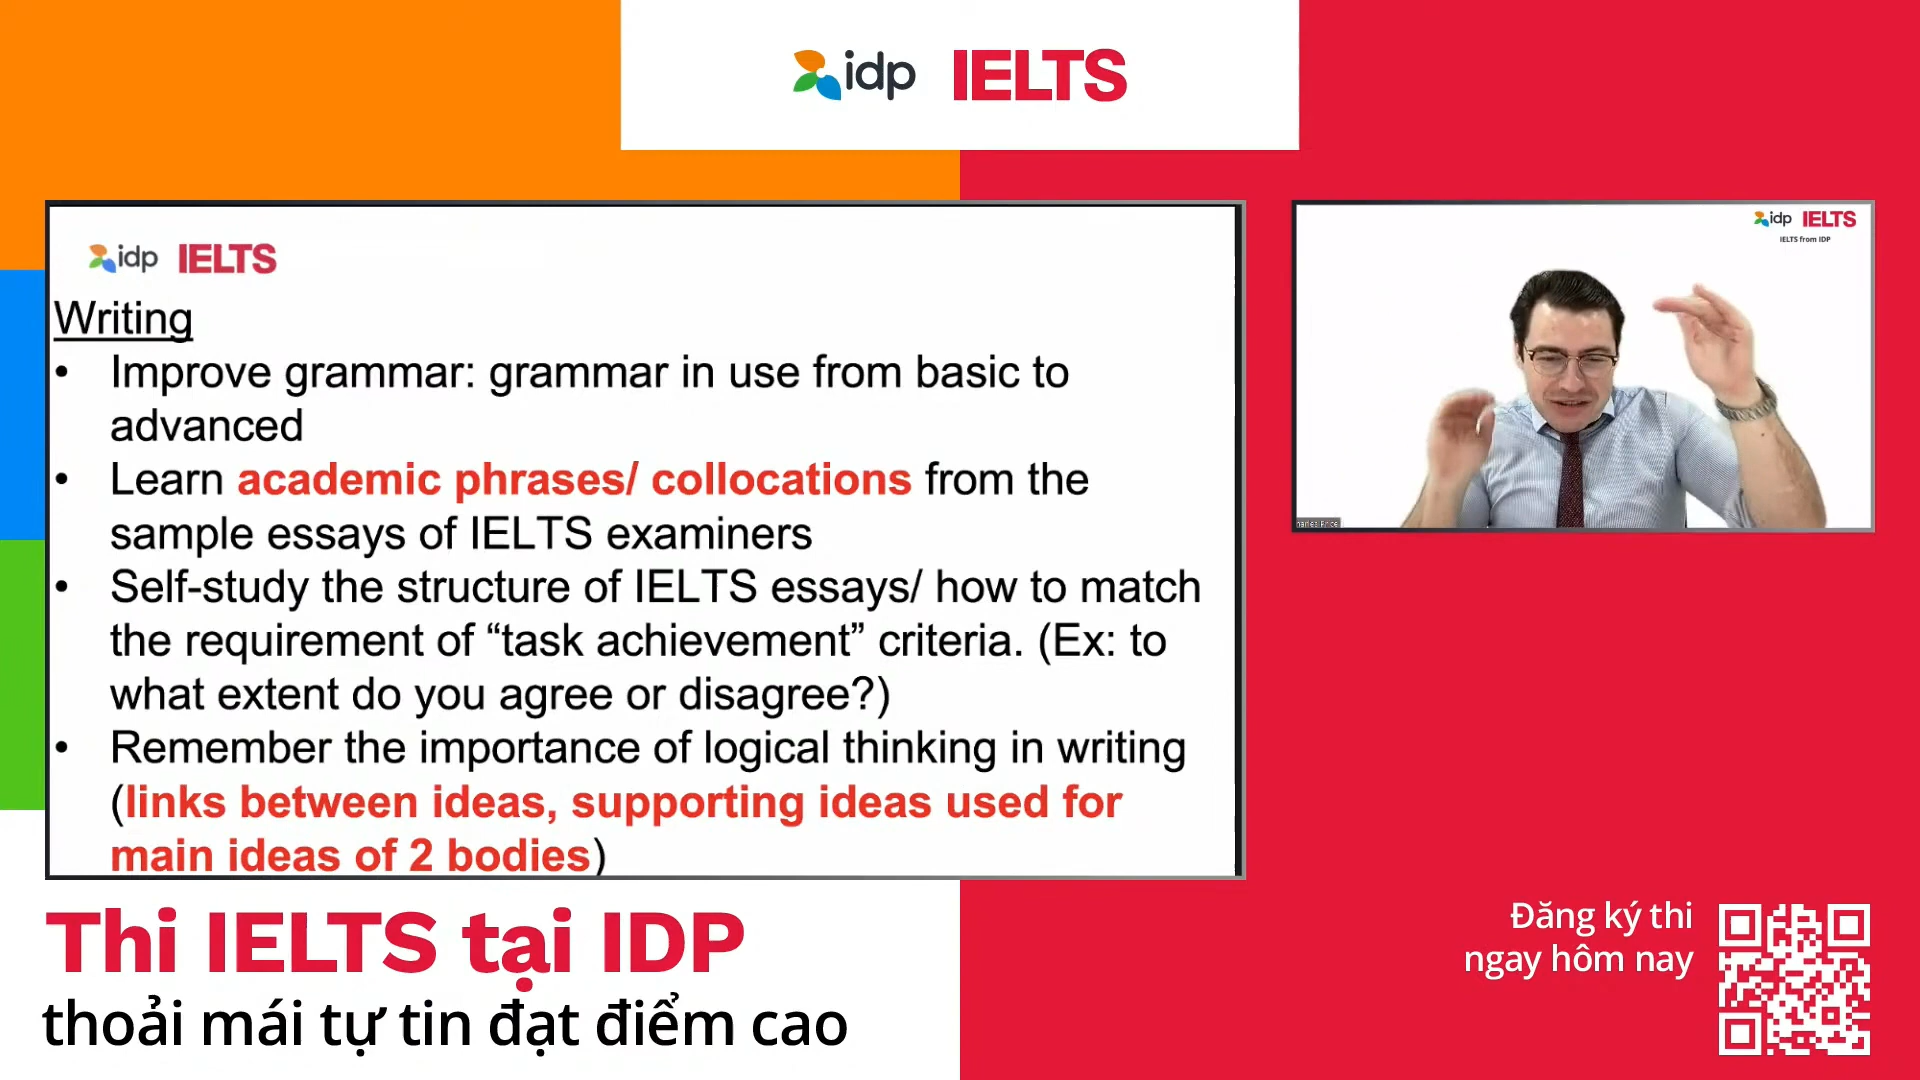 idp IELTS
idp IELTS
Writing
• Improve grammar: grammar in use from basic to
advanced
• Learn academic phrases/ collocations from the
sample essays of IELTS examiners
• Self-study the structure of IELTS essays/ how to match
the requirement of “task achievement” criteria. (Ex: to
what extent do you agree or disagree?)
• Remember the importance of logical thinking in writing
(links between ideas, supporting ideas used for
main ideas of 2 bodies)
idp IELTS
IELTS from IDP
Thi IELTS tại IDP
thoải mái tự tin đạt điểm cao
Đăng ký thi
ngay hôm nay